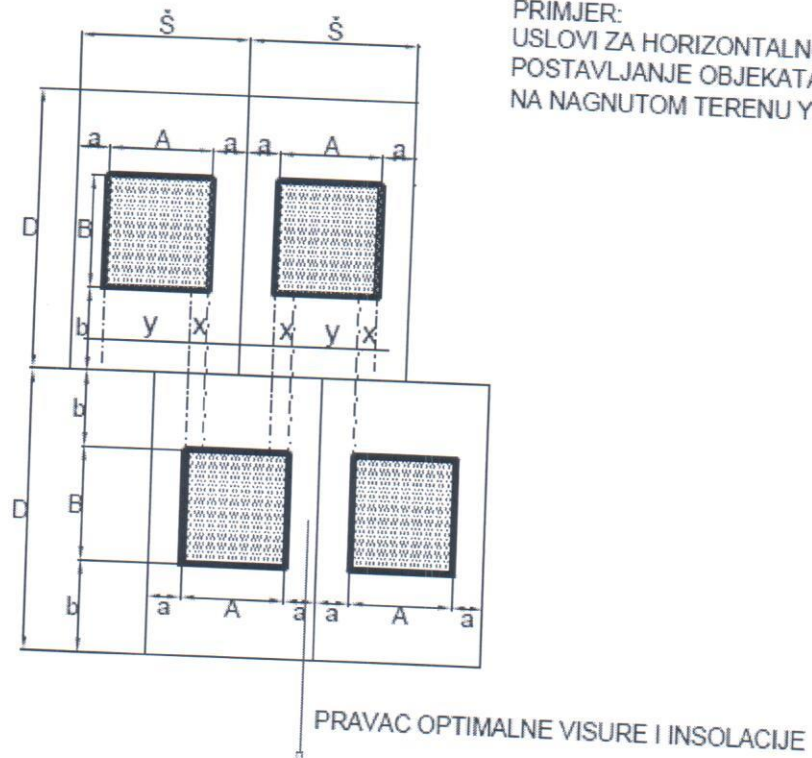 PRIMJER:
USLOVI ZA HORIZONTALN
POSTAVLJANJE OBJEKATA
NA NAGNUTOM TERENU Y
Š Š
a A a a A a
D
B
b
y x x y x
b
D
B
b
a A a a A a
PRAVAC OPTIMALNE VISURE I INSOLACIJE